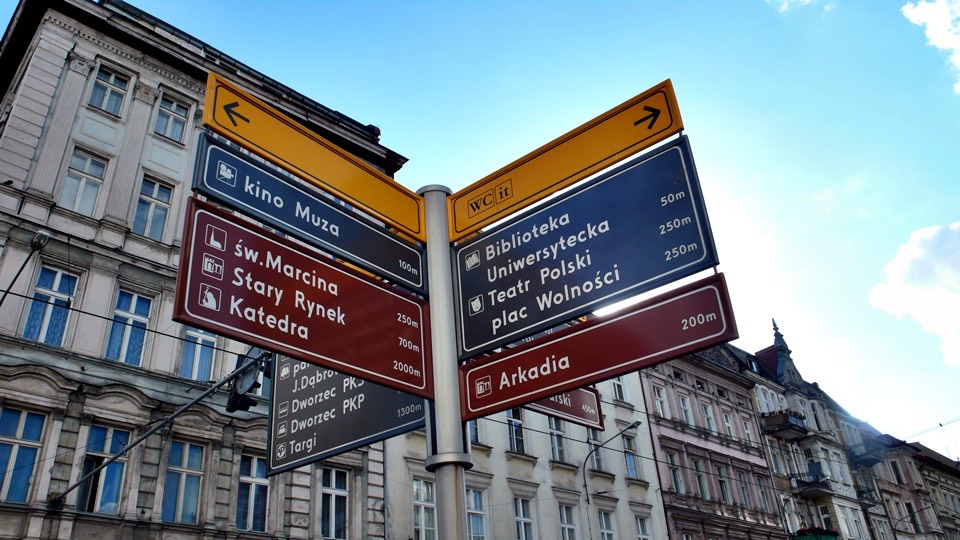 kino Muza 100m
św.Marcina 250m
Stary Rynek 700m
Katedra 2000m
J.Dąbro
Dworzec PKS
Dworzec PKP 1300m
Targi
WC it
Biblioteka 50m
Uniwersytecka
Teatr Polski 250m
plac Wolności 250m
Arkadia 200m
450m